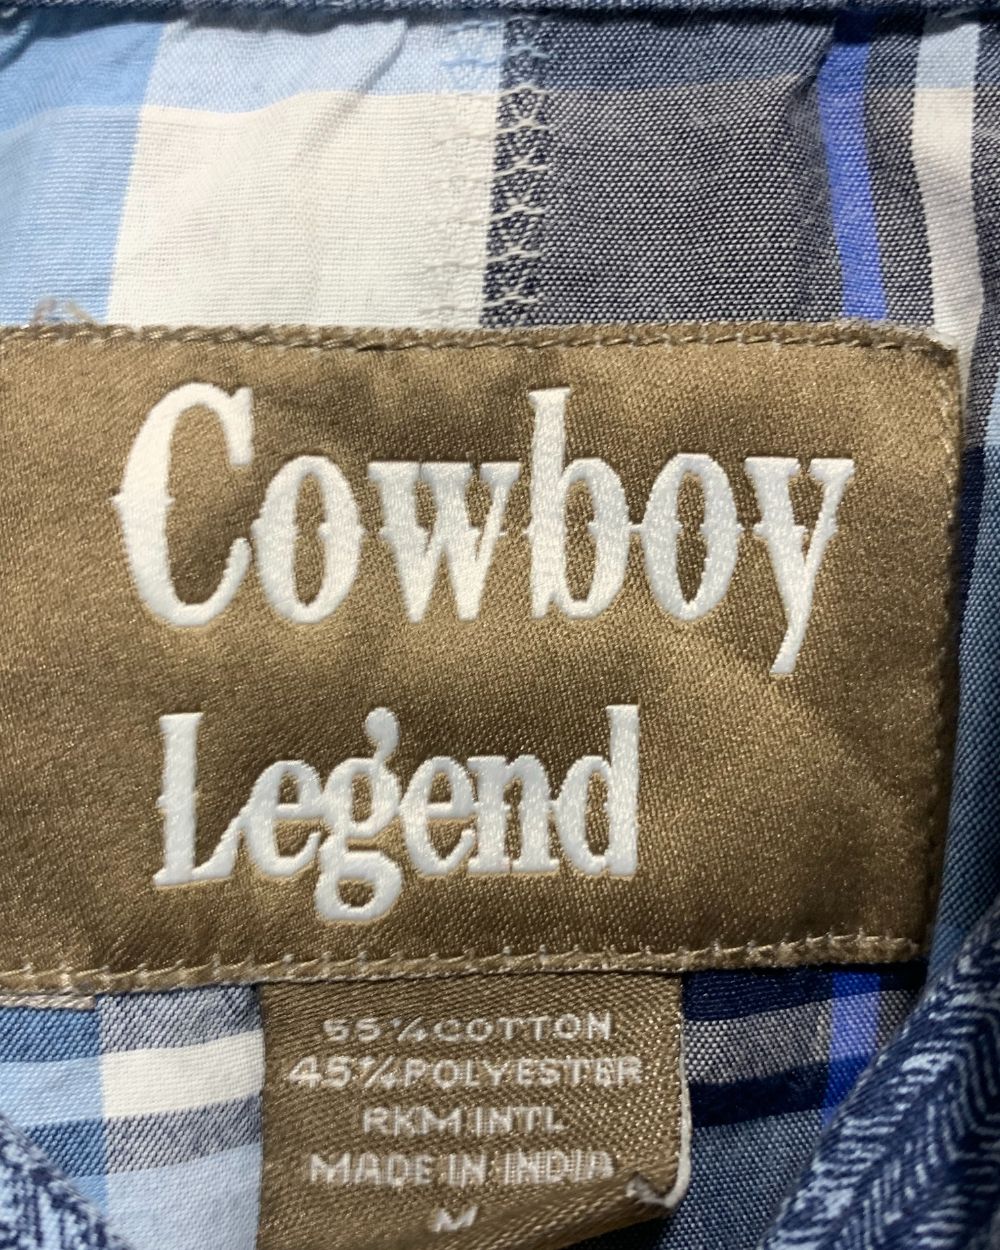 Cowboy
Legend
55% COTTON
45% POLYESTER
RKM INTL
MADE IN INDIA
M